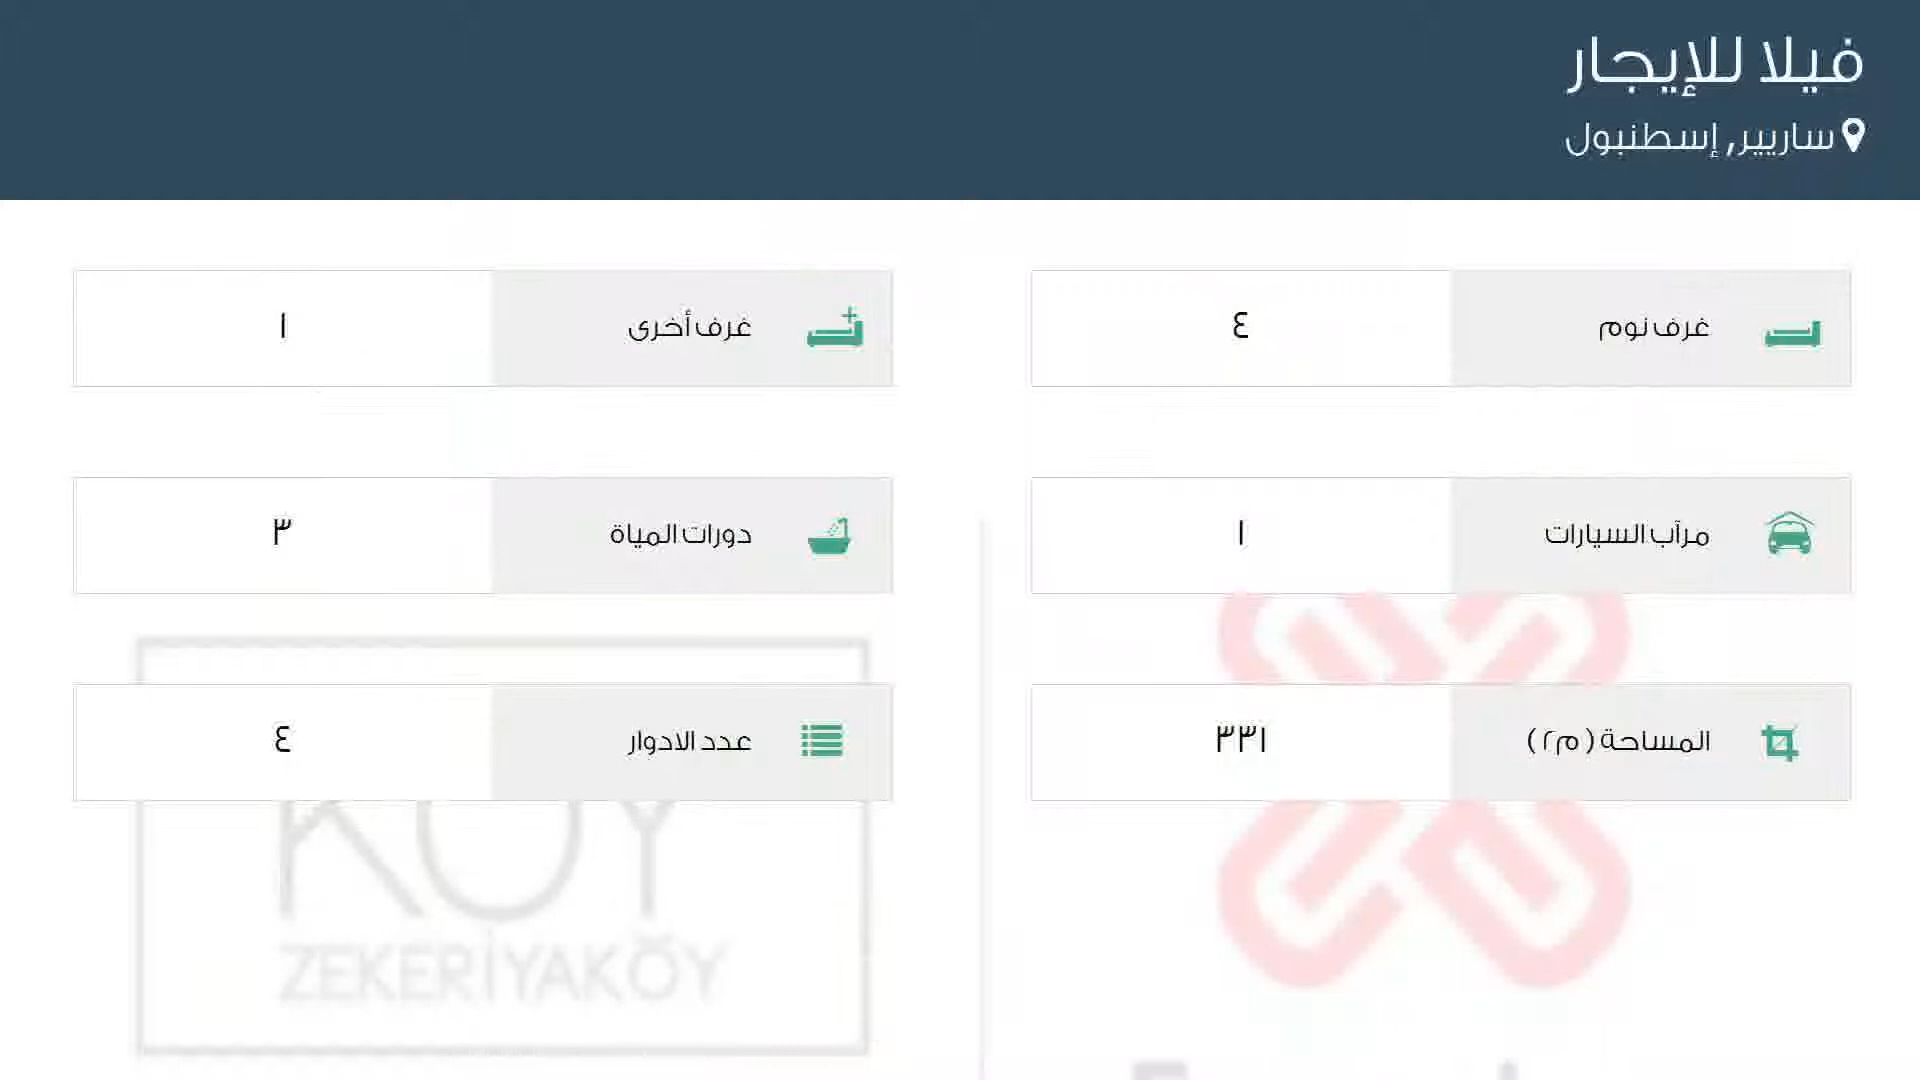 فيلا للإيجار
ساريير, إسطنبول
غرف نوم
٤
غرف أخرى
١
مرآب السيارات
١
دورات المياة
٣
المساحة ( م٢ )
٣٣١
عدد الادوار
٤
KÖY
ZEKERİYAKÖY